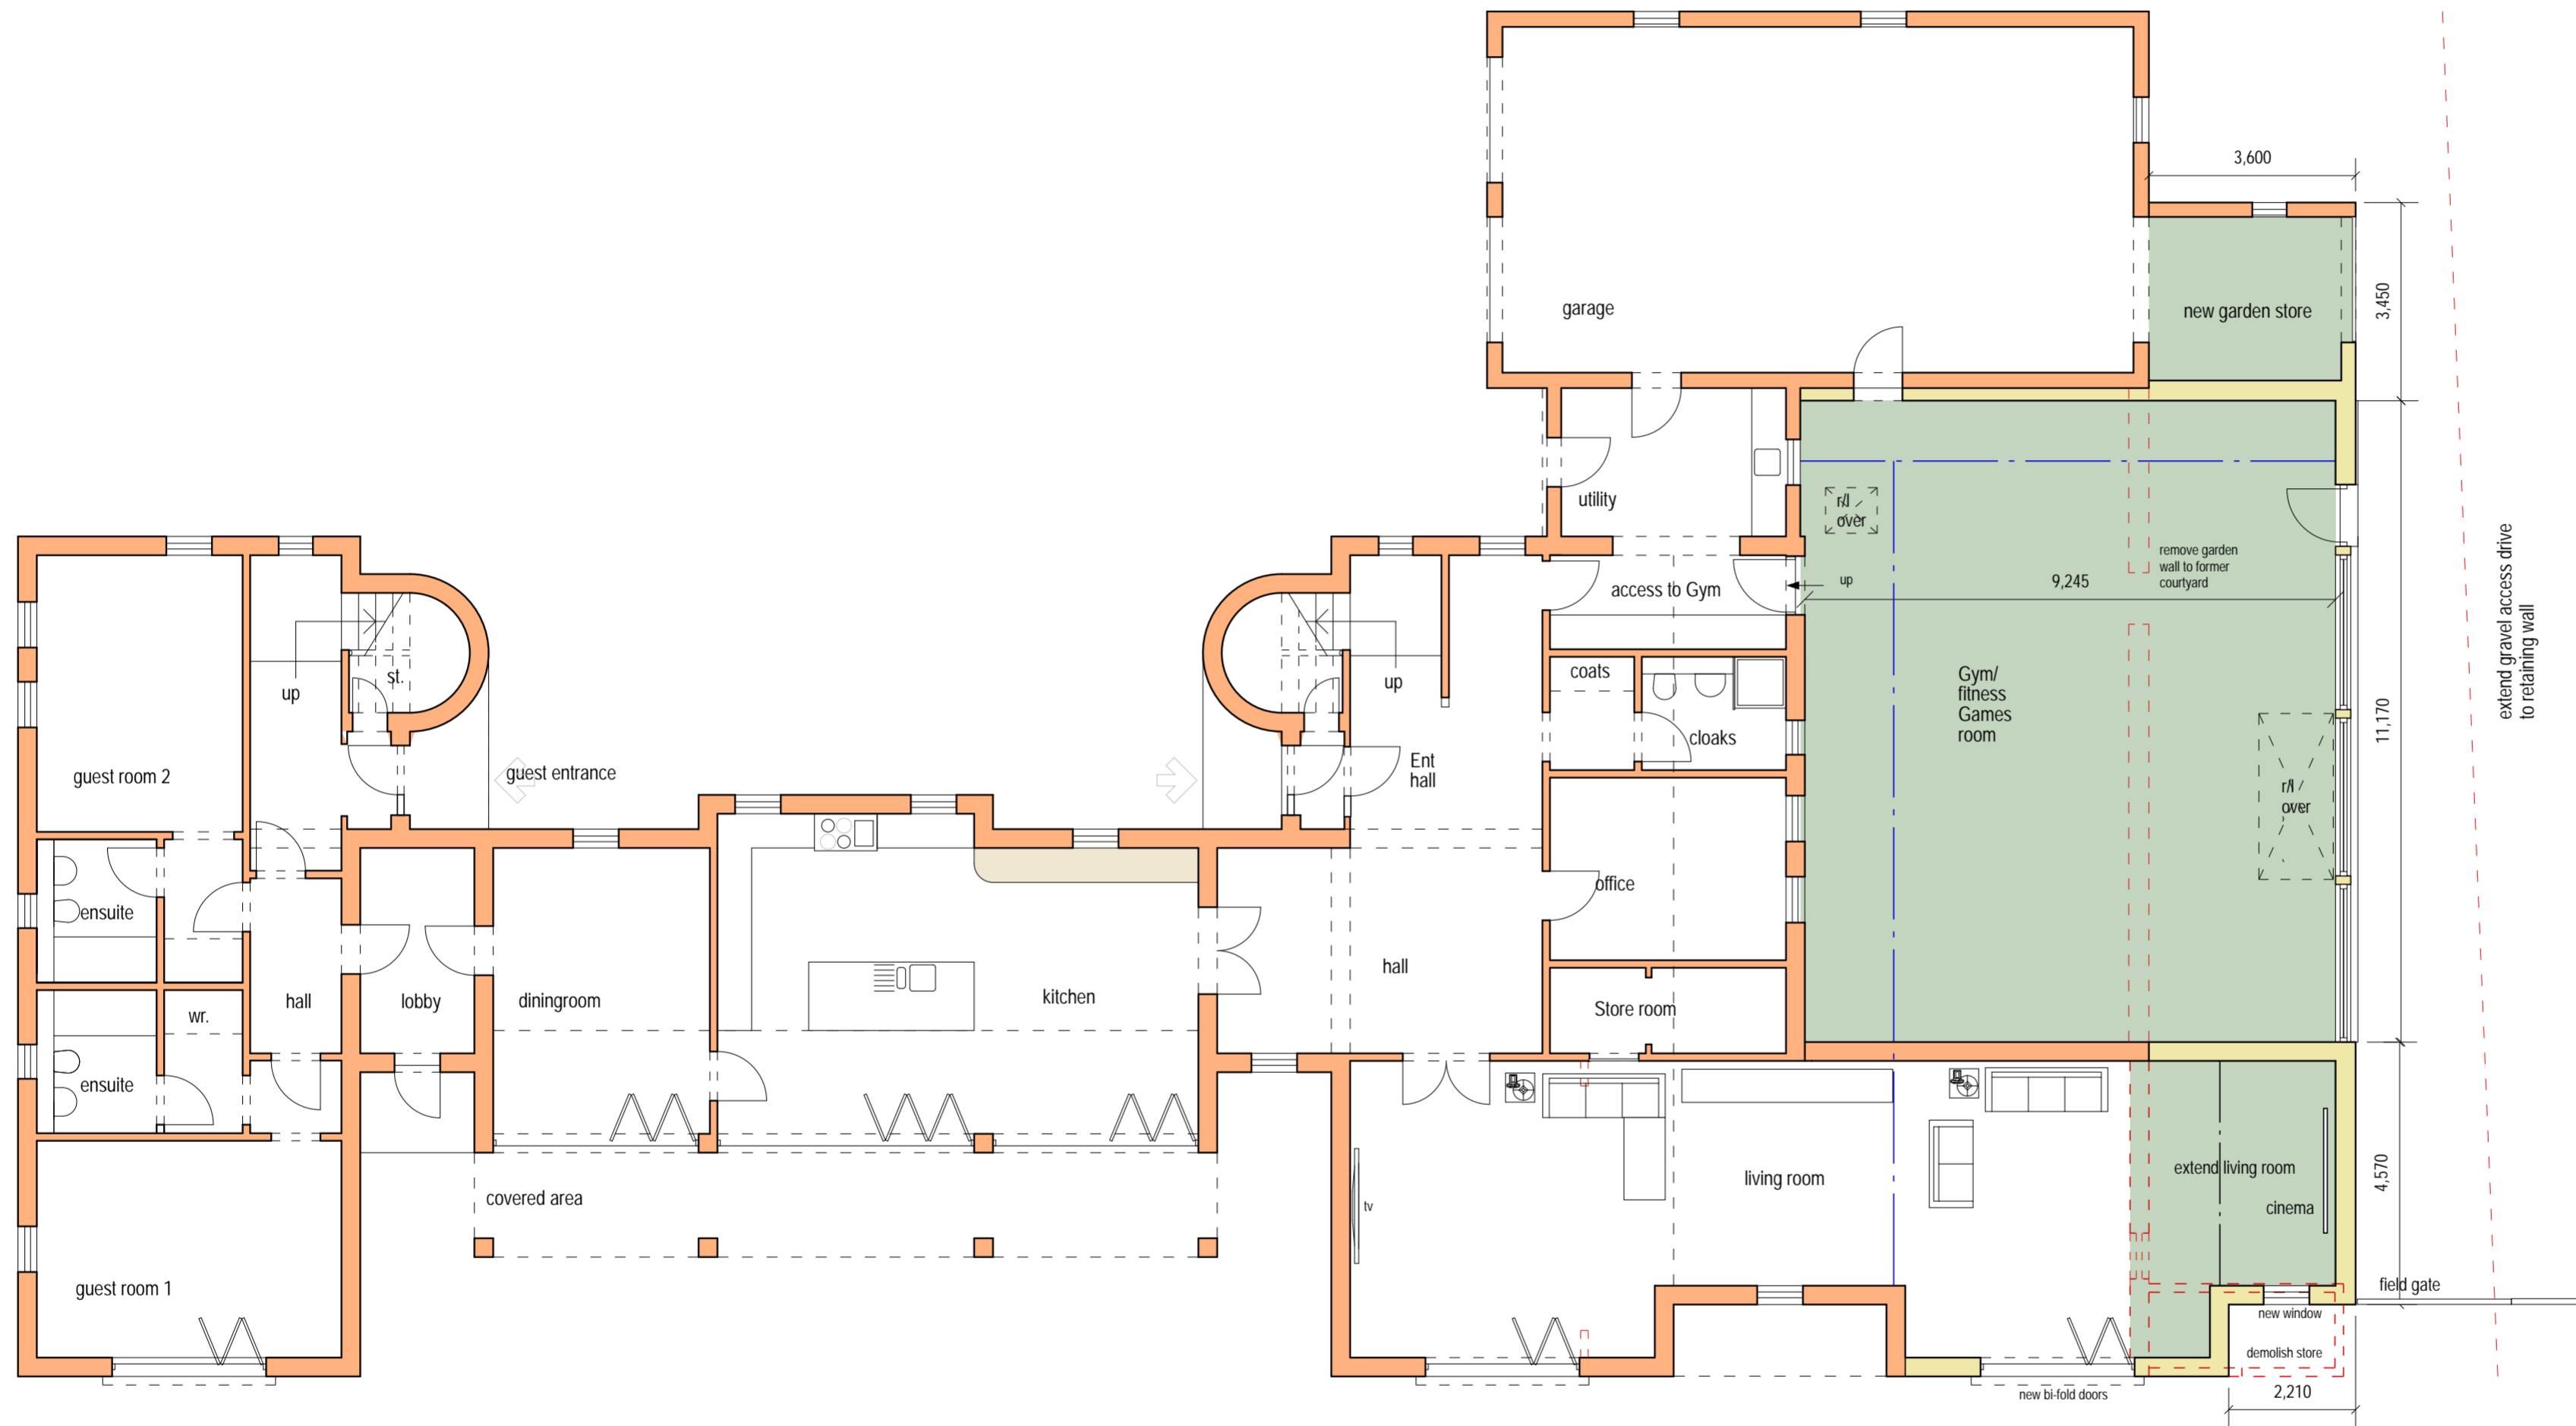 3,600
garage
new garden store
3,450
utility
r/l
over
remove garden
wall to former
courtyard
access to Gym
up
9,245
extend gravel access drive
to retaining wall
st.
up
up
coats
cloaks
Gym/
fitness
Games
room
11,170
guest room 2
guest entrance
Ent
hall
r/l
over
office
ensuite
hall
lobby
diningroom
kitchen
hall
Store room
wr.
ensuite
covered area
living room
extend living room
4,570
tv
cinema
guest room 1
field gate
new window
demolish store
new bi-fold doors
2,210